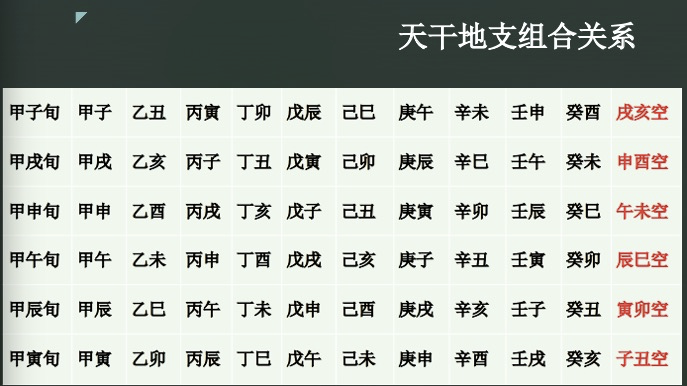 天干地支组合关系
甲子旬 甲子 乙丑 丙寅 丁卯 戊辰 己巳 庚午 辛未 壬申 癸酉 戌亥空
甲戌旬 甲戌 乙亥 丙子 丁丑 戊寅 己卯 庚辰 辛巳 壬午 癸未 申酉空
甲申旬 甲申 乙酉 丙戌 丁亥 戊子 己丑 庚寅 辛卯 壬辰 癸巳 午未空
甲午旬 甲午 乙未 丙申 丁酉 戊戌 己亥 庚子 辛丑 壬寅 癸卯 辰巳空
甲辰旬 甲辰 乙巳 丙午 丁未 戊申 己酉 庚戌 辛亥 壬子 癸丑 寅卯空
甲寅旬 甲寅 乙卯 丙辰 丁巳 戊午 己未 庚申 辛酉 壬戌 癸亥 子丑空